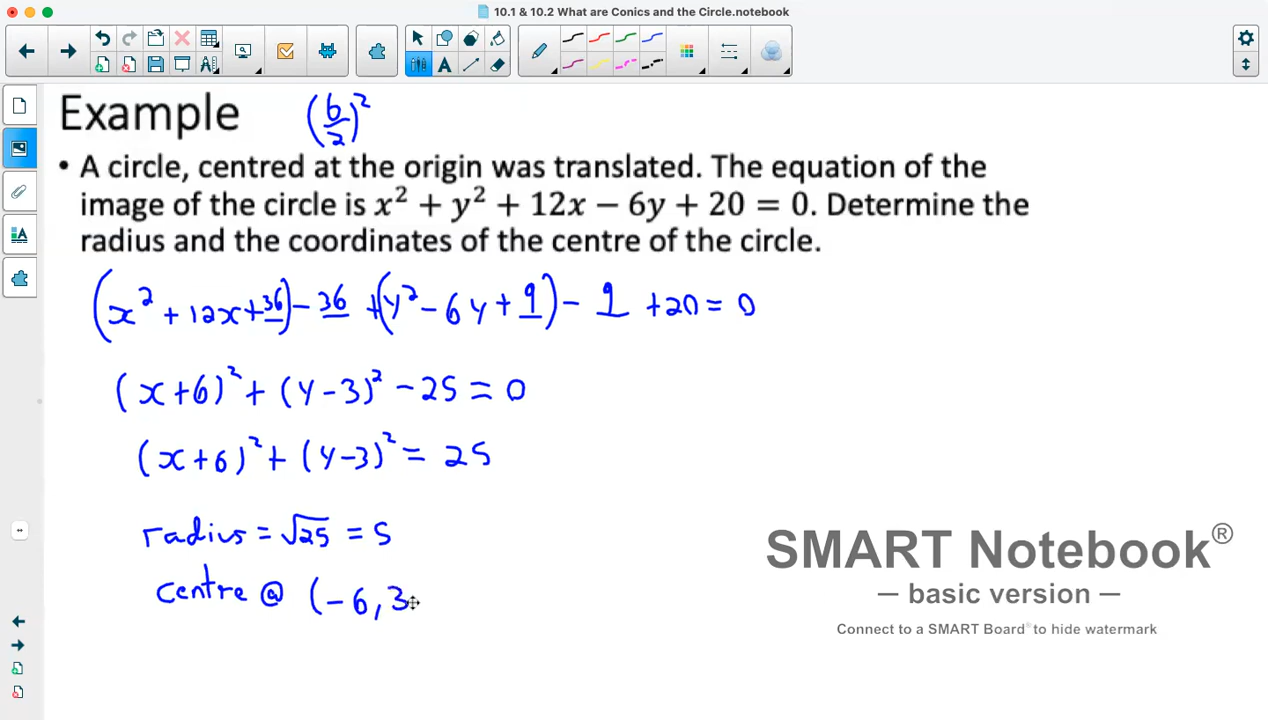 10.1 & 10.2 What are Conics and the Circle.notebook
Example (6/2)²
• A circle, centred at the origin was translated. The equation of the
image of the circle is x² + y² + 12x − 6y + 20 = 0. Determine the
radius and the coordinates of the centre of the circle.
(x² + 12x + 36) − 36 + (y² − 6y + 9) − 9 + 20 = 0
(x + 6)² + (y − 3)² − 25 = 0
(x + 6)² + (y − 3)² = 25
radius = √25 = 5
centre @ (−6, 3
SMART Notebook®
— basic version —
Connect to a SMART Board® to hide watermark